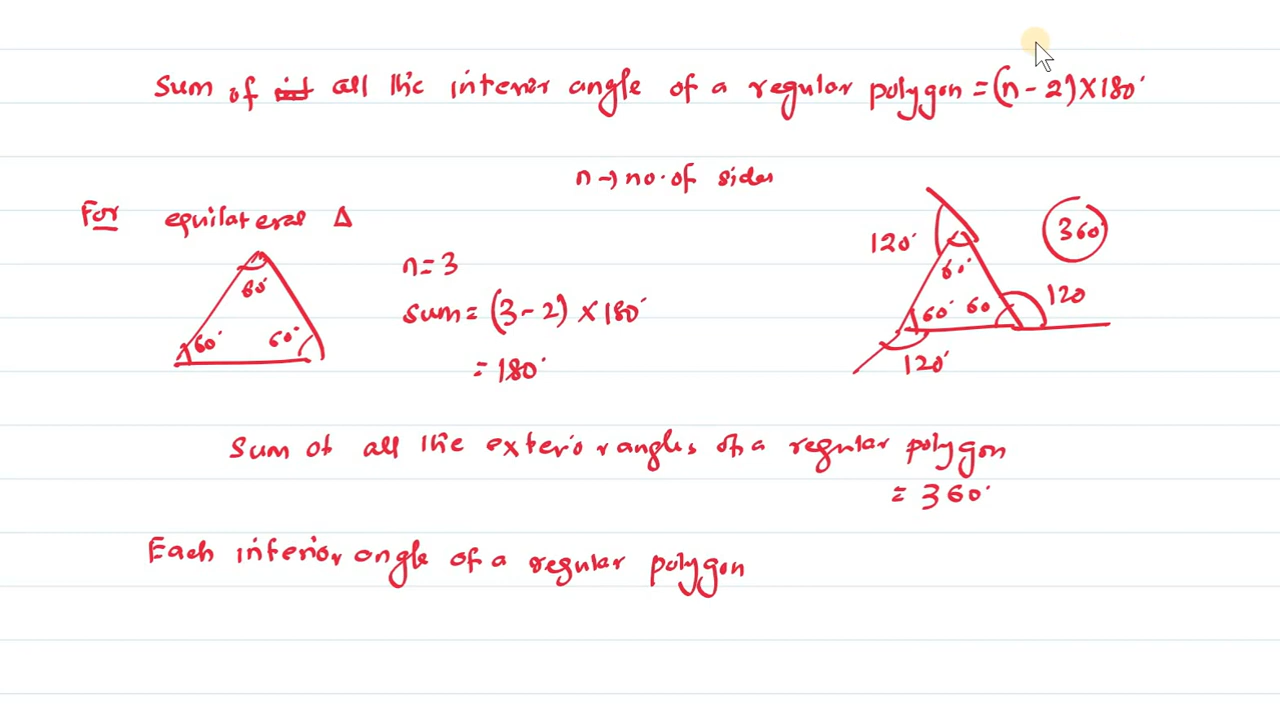 Sum of int all the interior angle of a regular polygon = (n - 2) × 180°
n → no. of sides
For equilateral Δ
60°
60° 60°
n = 3
Sum = (3 - 2) × 180°
= 180°
120° 360°
60°
60° 60 120
120°
Sum of all the exterior angles of a regular polygon
= 360°
Each interior angle of a regular polygon